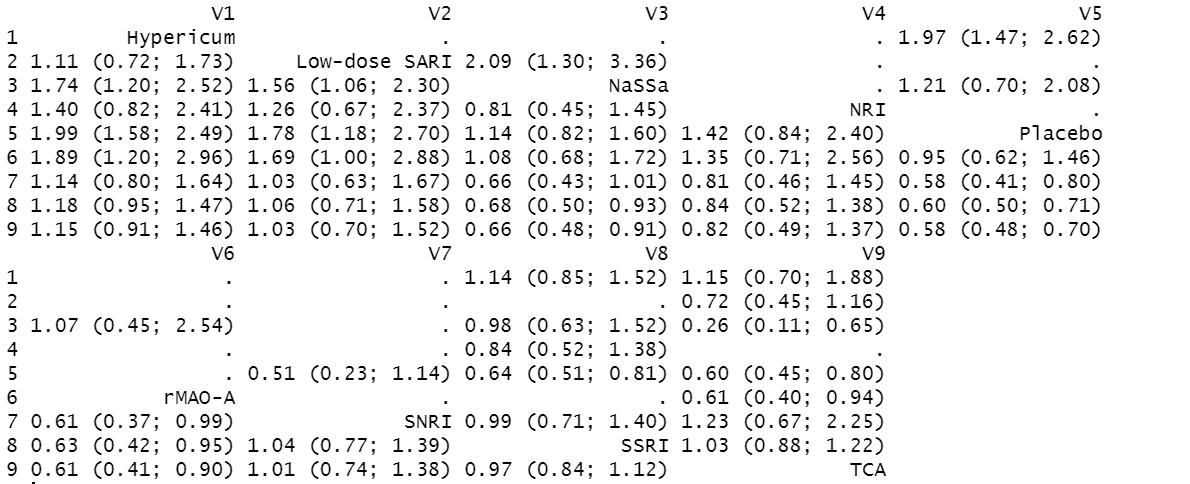 V1 V2 V3 V4 V5
1 Hypericum . . . 1.97 (1.47; 2.62)
2 1.11 (0.72; 1.73) Low-dose SARI 2.09 (1.30; 3.36) . .
3 1.74 (1.20; 2.52) 1.56 (1.06; 2.30) NaSSa . 1.21 (0.70; 2.08)
4 1.40 (0.82; 2.41) 1.26 (0.67; 2.37) 0.81 (0.45; 1.45) NRI .
5 1.99 (1.58; 2.49) 1.78 (1.18; 2.70) 1.14 (0.82; 1.60) 1.42 (0.84; 2.40) Placebo
6 1.89 (1.20; 2.96) 1.69 (1.00; 2.88) 1.08 (0.68; 1.72) 1.35 (0.71; 2.56) 0.95 (0.62; 1.46)
7 1.14 (0.80; 1.64) 1.03 (0.63; 1.67) 0.66 (0.43; 1.01) 0.81 (0.46; 1.45) 0.58 (0.41; 0.80)
8 1.18 (0.95; 1.47) 1.06 (0.71; 1.58) 0.68 (0.50; 0.93) 0.84 (0.52; 1.38) 0.60 (0.50; 0.71)
9 1.15 (0.91; 1.46) 1.03 (0.70; 1.52) 0.66 (0.48; 0.91) 0.82 (0.49; 1.37) 0.58 (0.48; 0.70)
V6 V7 V8 V9
1 . . 1.14 (0.85; 1.52) 1.15 (0.70; 1.88)
2 . . . 0.72 (0.45; 1.16)
3 1.07 (0.45; 2.54) . 0.98 (0.63; 1.52) 0.26 (0.11; 0.65)
4 . . 0.84 (0.52; 1.38) .
5 . 0.51 (0.23; 1.14) 0.64 (0.51; 0.81) 0.60 (0.45; 0.80)
6 rMAO-A . . 0.61 (0.40; 0.94)
7 0.61 (0.37; 0.99) SNRI 0.99 (0.71; 1.40) 1.23 (0.67; 2.25)
8 0.63 (0.42; 0.95) 1.04 (0.77; 1.39) SSRI 1.03 (0.88; 1.22)
9 0.61 (0.41; 0.90) 1.01 (0.74; 1.38) 0.97 (0.84; 1.12) TCA